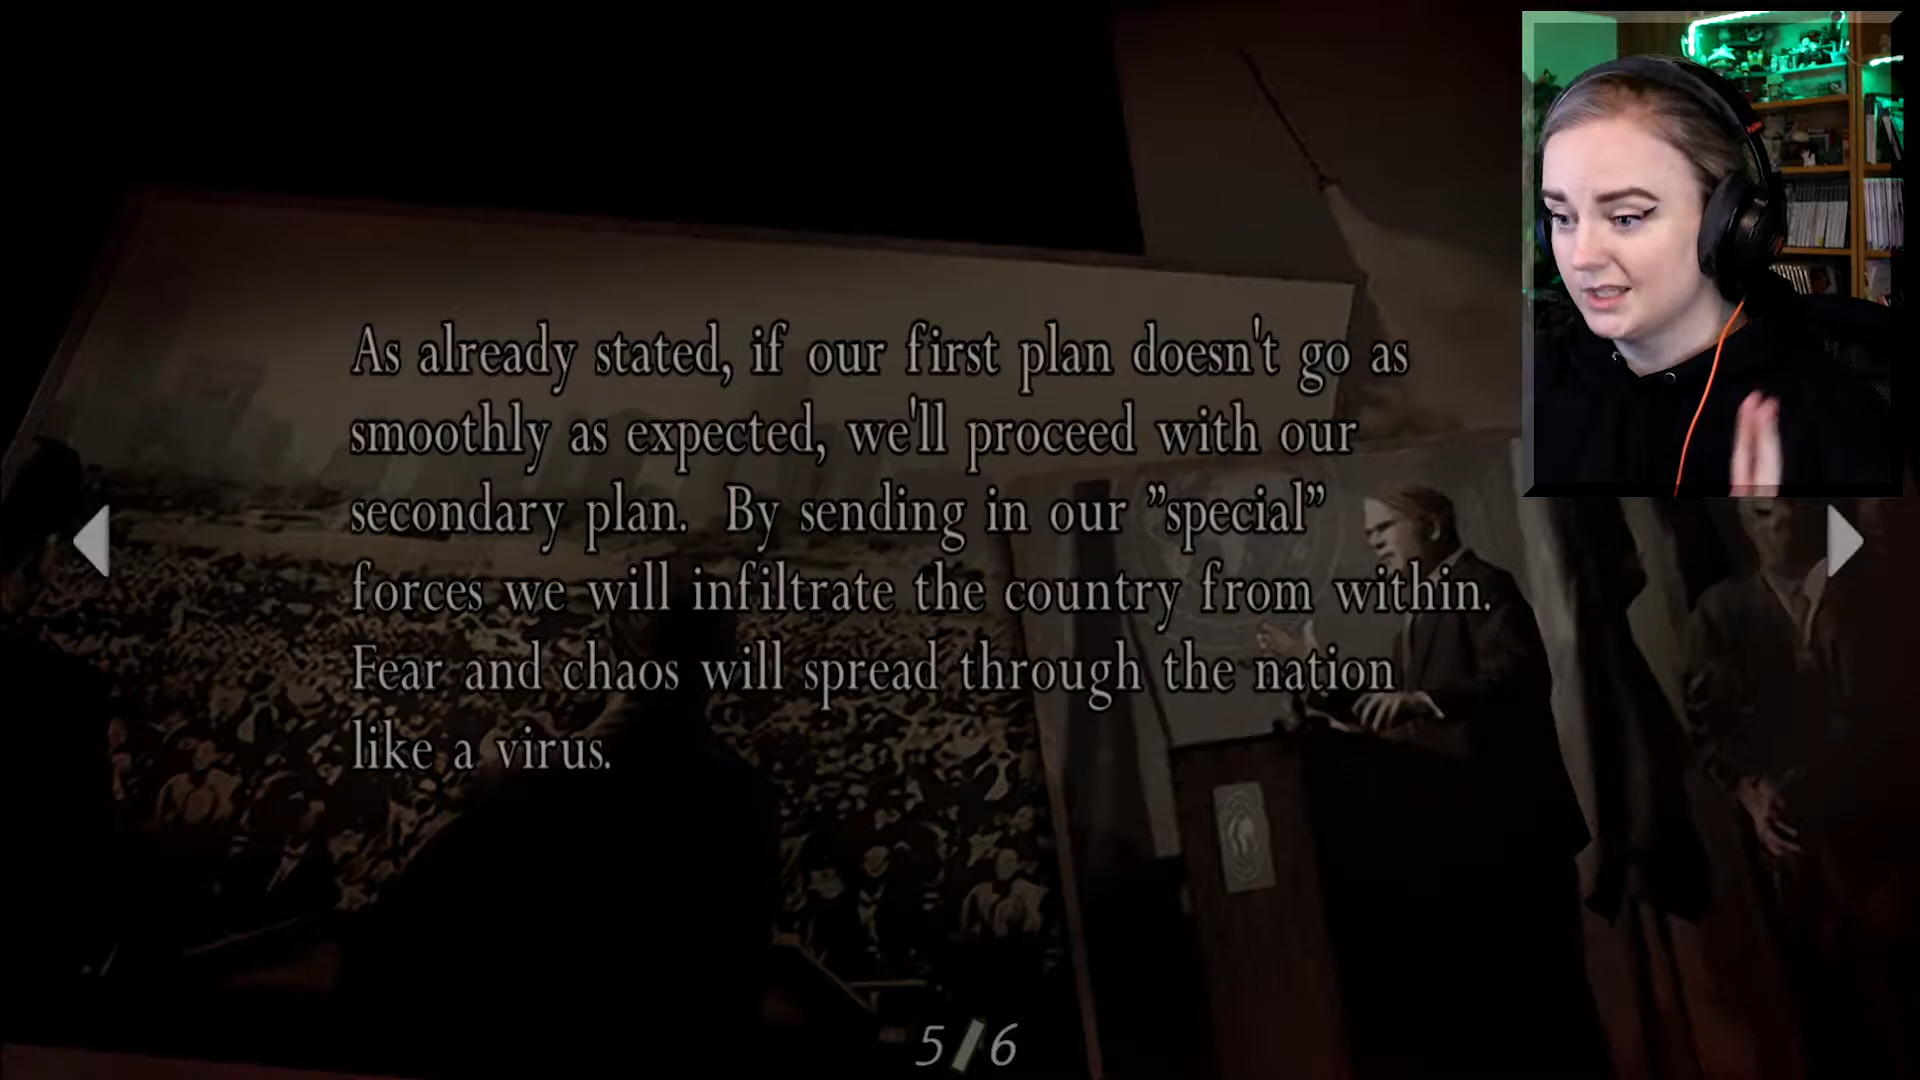 As already stated, if our first plan doesn't go as
smoothly as expected, we'll proceed with our
secondary plan. By sending in our ”special”
forces we will infiltrate the country from within.
Fear and chaos will spread through the nation
like a virus.
5/6